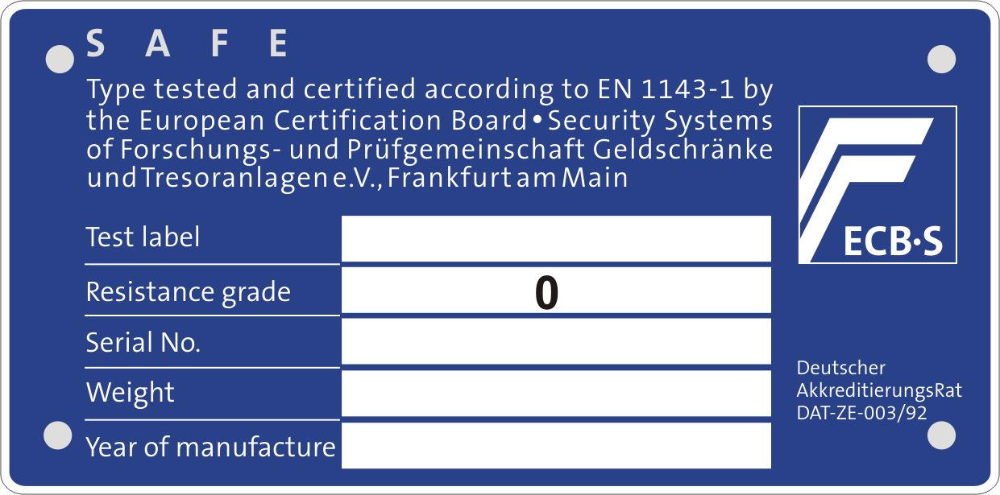 S A F E
Type tested and certified according to EN 1143-1 by
the European Certification Board•Security Systems
of Forschungs- und Prüfgemeinschaft Geldschränke
und Tresoranlagen e.V., Frankfurt am Main
ECB·S
Test label
Resistance grade 0
Serial No.
Weight
Year of manufacture
Deutscher
AkkreditierungsRat
DAT-ZE-003/92